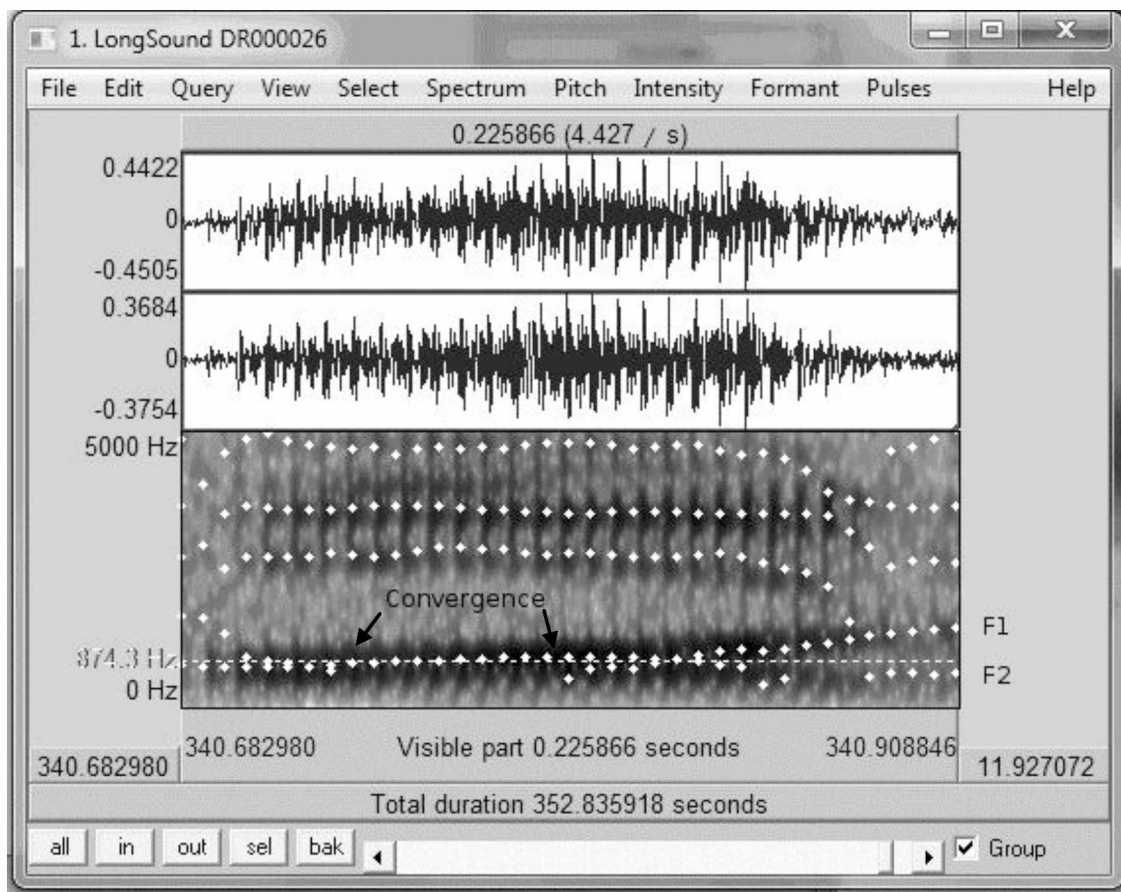 1. LongSound DR000026
File Edit Query View Select Spectrum Pitch Intensity Formant Pulses Help
0.225866 (4.427 / s)
0.4422
0
-0.4505
0.3684
0
-0.3754
5000 Hz
Convergence
F1
874.3 Hz
F2
0 Hz
340.682980 Visible part 0.225866 seconds 340.908846
340.682980 11.927072
Total duration 352.835918 seconds
all in out sel bak Group